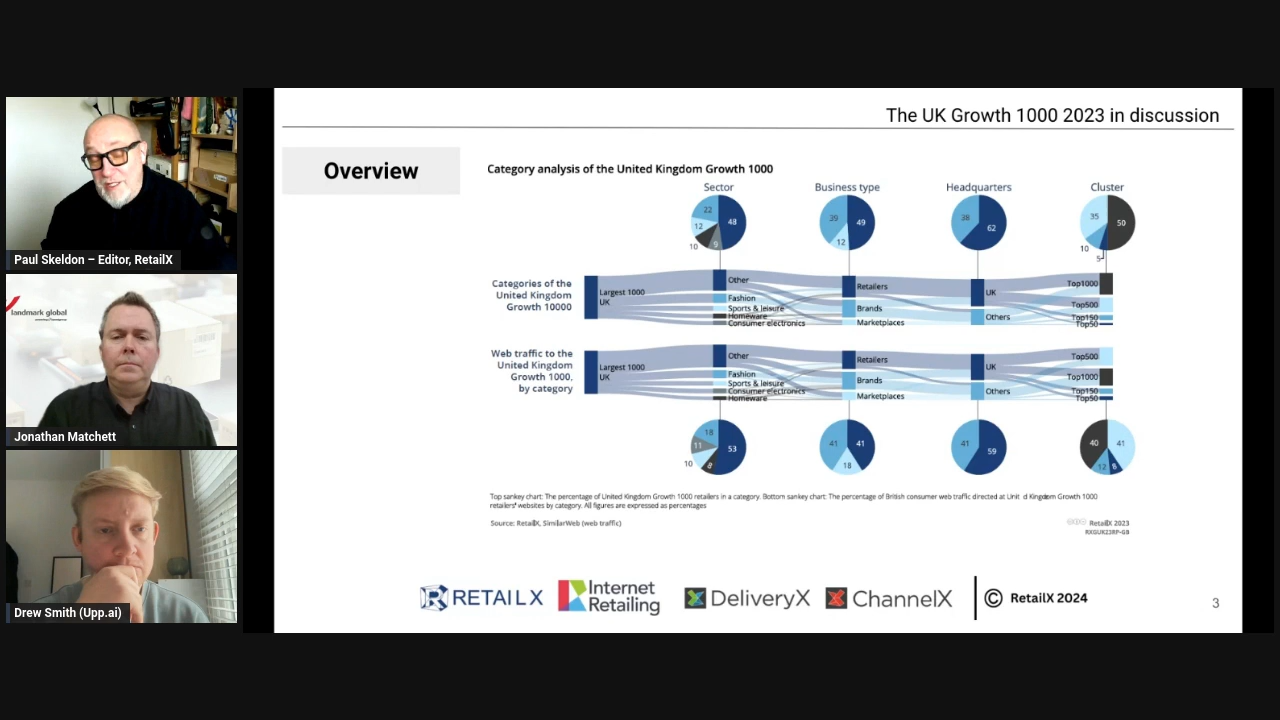 The UK Growth 1000 2023 in discussion
Overview
Category analysis of the United Kingdom Growth 1000
Sector
Business type
Headquarters
Cluster
22
48
12
10
9
39
49
12
38
62
35
50
10
5
Categories of the
United Kingdom
Growth 10000
Largest 1000
UK
Other
Fashion
Sports & leisure
Homeware
Consumer electronics
Retailers
Brands
Marketplaces
UK
Others
Top1000
Top500
Top150
Top50
Web traffic to the
United Kingdom
Growth 1000,
by category
Largest 1000
UK
Other
Fashion
Sports & leisure
Consumer electronics
Homeware
Retailers
Brands
Marketplaces
UK
Others
Top500
Top1000
Top150
Top50
18
11
53
10
8
41
41
18
41
59
40
41
12
8
Top sankey chart: The percentage of United Kingdom Growth 1000 retailers in a category. Bottom sankey chart: The percentage of British consumer web traffic directed at Unit d Kingdom Growth 1000
retailers' websites by category. All figures are expressed as percentages
Source: RetailX, SimilarWeb (web traffic)
RetailX 2023
RXGUK23RP-GB
RETAIL X
Internet
Retailing
DeliveryX
ChannelX
© RetailX 2024
3
Paul Skeldon – Editor, RetailX
landmark global
Jonathan Matchett
Drew Smith (Upp.ai)